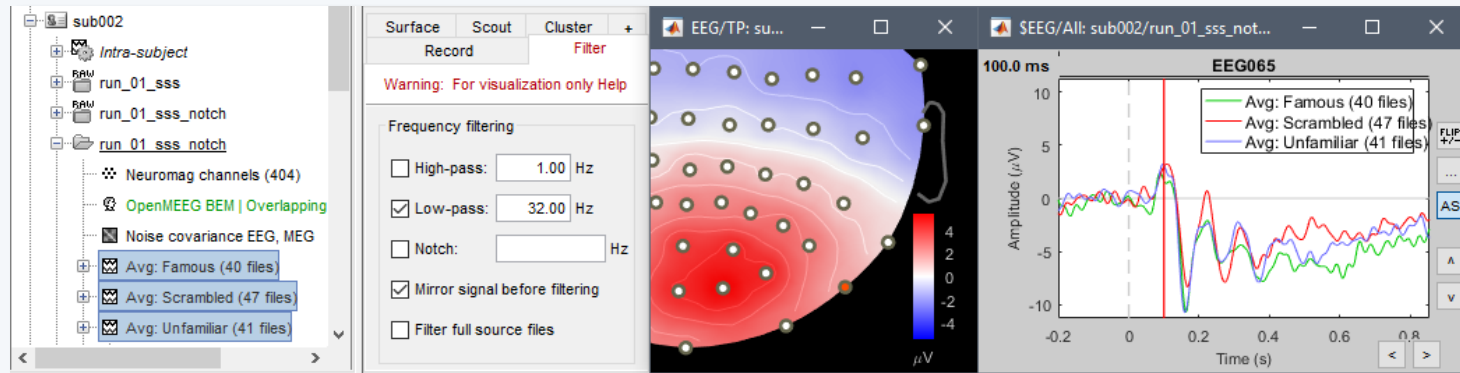 sub002
Intra-subject
RAW
run_01_sss
RAW
run_01_sss_notch
run_01_sss_notch
Neuromag channels (404)
OpenMEEG BEM | Overlapping
Noise covariance EEG, MEG
Avg: Famous (40 files)
Avg: Scrambled (47 files)
Avg: Unfamiliar (41 files)
Surface Scout Cluster +
Record Filter
Warning: For visualization only Help
Frequency filtering
High-pass: 1.00 Hz
Low-pass: 32.00 Hz
Notch: Hz
Mirror signal before filtering
Filter full source files
EEG/TP: su...
4
2
0
-2
-4
μV
$EEG/All: sub002/run_01_sss_not...
100.0 ms EEG065
Avg: Famous (40 files)
Avg: Scrambled (47 files)
Avg: Unfamiliar (41 files)
10
5
0
-5
-10
Amplitude (μV)
-0.2 0 0.2 0.4 0.6 0.8
Time (s)
FLIP
+/-
...
AS
< >